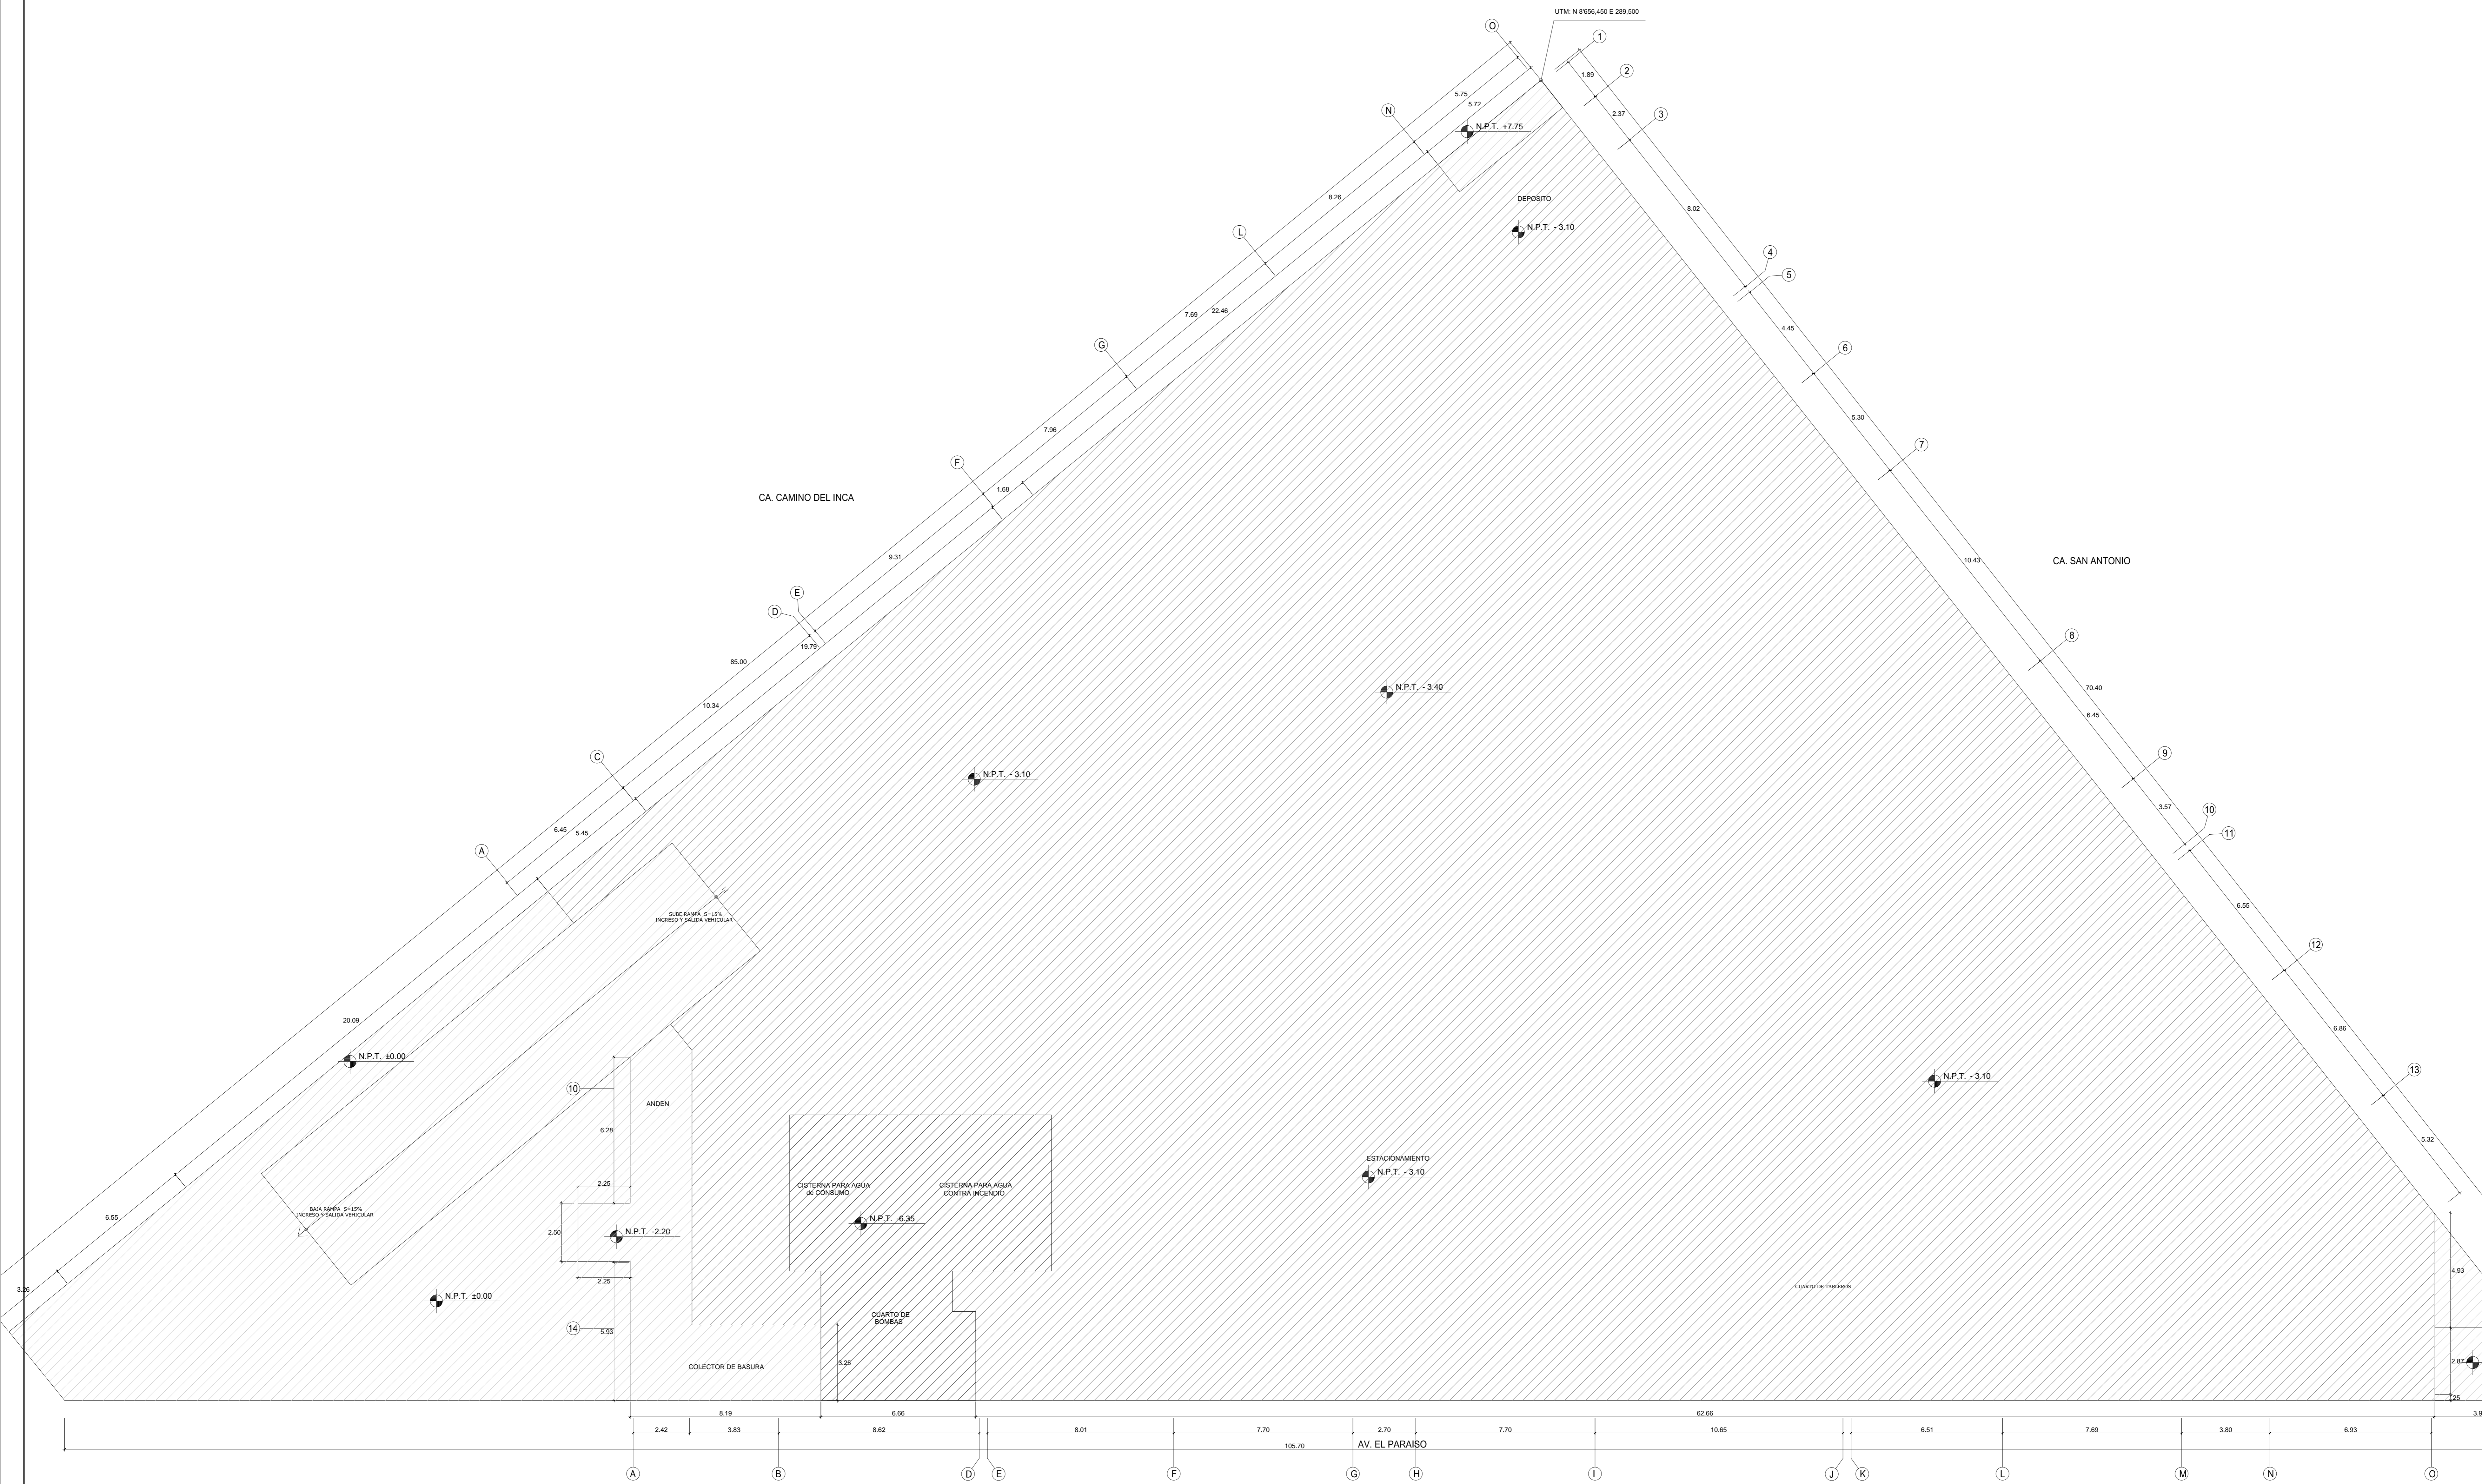 UTM: N 8'656,450 E 289,500
O
1
2
1.89
3
2.37
5.75
5.72
N
N.P.T. +7.75
DEPOSITO
8.26
8.02
N.P.T. - 3.10
L
4
5
7.69
22.46
4.45
G
6
5.30
7.96
7
F
1.68
CA. CAMINO DEL INCA
9.31
10.43
CA. SAN ANTONIO
E
D
8
19.79
85.00
N.P.T. - 3.40
70.40
10.34
6.45
C
9
N.P.T. - 3.10
3.57
10
6.45
5.45
11
A
6.55
SUBE RAMPA S=15%
INGRESO Y SALIDA VEHICULAR
12
20.09
6.86
N.P.T. ±0.00
13
N.P.T. - 3.10
10
ANDEN
6.28
5.32
ESTACIONAMIENTO
N.P.T. - 3.10
2.25
CISTERNA PARA AGUA
de CONSUMO
CISTERNA PARA AGUA
CONTRA INCENDIO
BAJA RAMPA S=15%
INGRESO Y SALIDA VEHICULAR
6.55
N.P.T. -6.35
2.50
N.P.T. -2.20
4.93
2.25
3.26
CUARTO DE TABLEROS
N.P.T. ±0.00
CUARTO DE
BOMBAS
14
5.93
3.25
2.87
COLECTOR DE BASURA
.25
8.19
6.66
62.66
3.9
2.42
3.83
8.62
8.01
7.70
2.70
7.70
10.65
6.51
7.69
3.80
6.93
105.70
AV. EL PARAISO
A
B
D
E
F
G
H
I
J
K
L
M
N
O